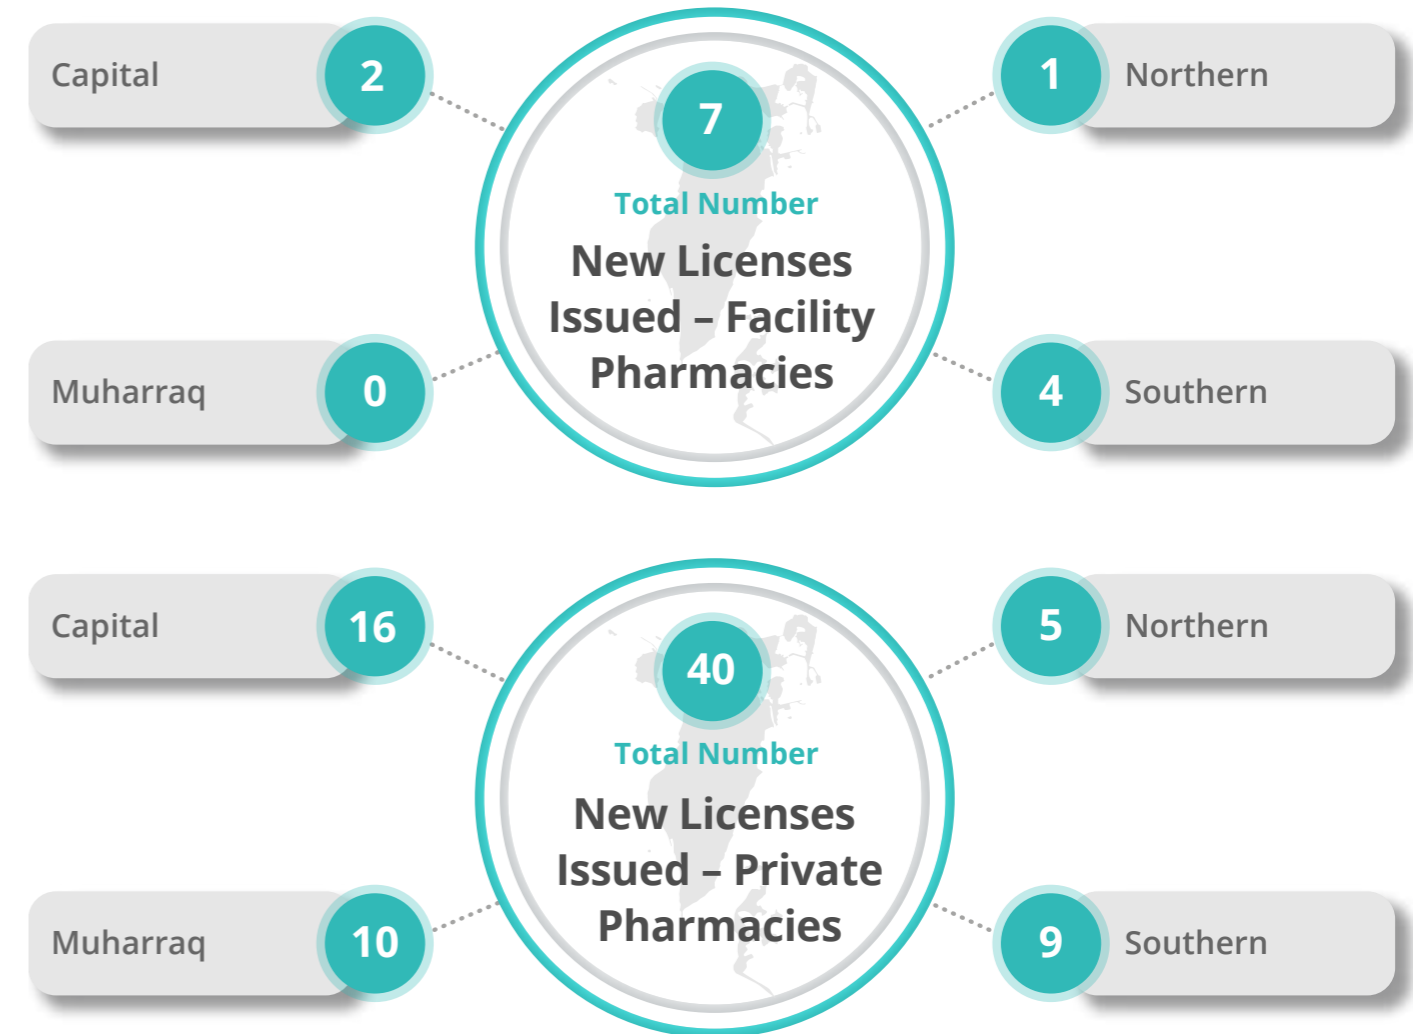 Capital
2
7
1
Northern
Total Number
New Licenses
Issued – Facility
Pharmacies
Muharraq
0
4
Southern
Capital
16
40
5
Northern
Total Number
New Licenses
Issued – Private
Pharmacies
Muharraq
10
9
Southern